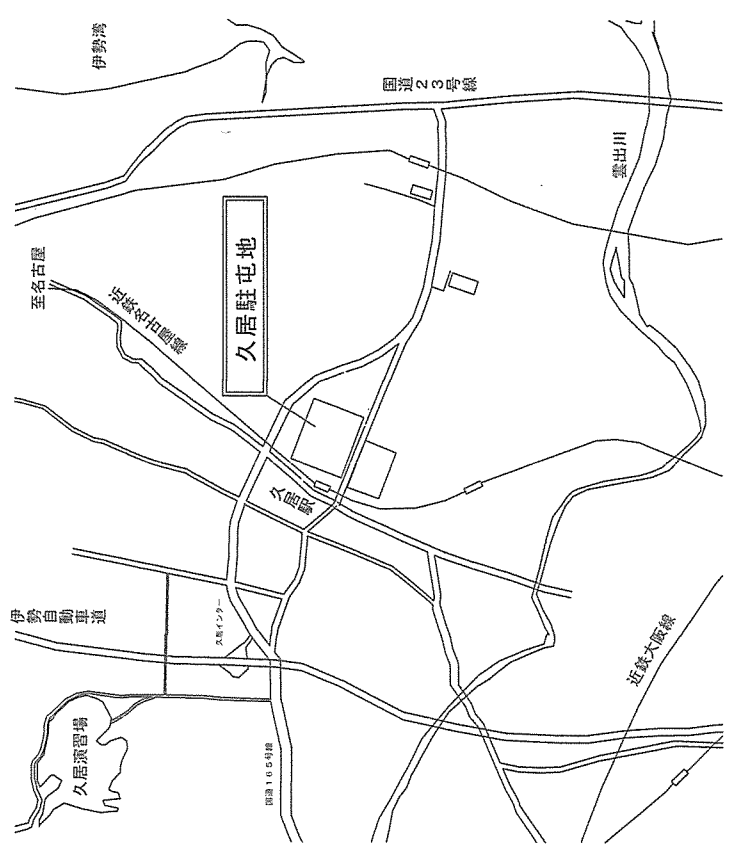 伊勢湾
国道23号線
雲出川
至名古屋
近鉄名古屋線
久居駐屯地
久居駅
伊勢自動車道
久居インター
近鉄大阪線
久居演習場
国道165号線